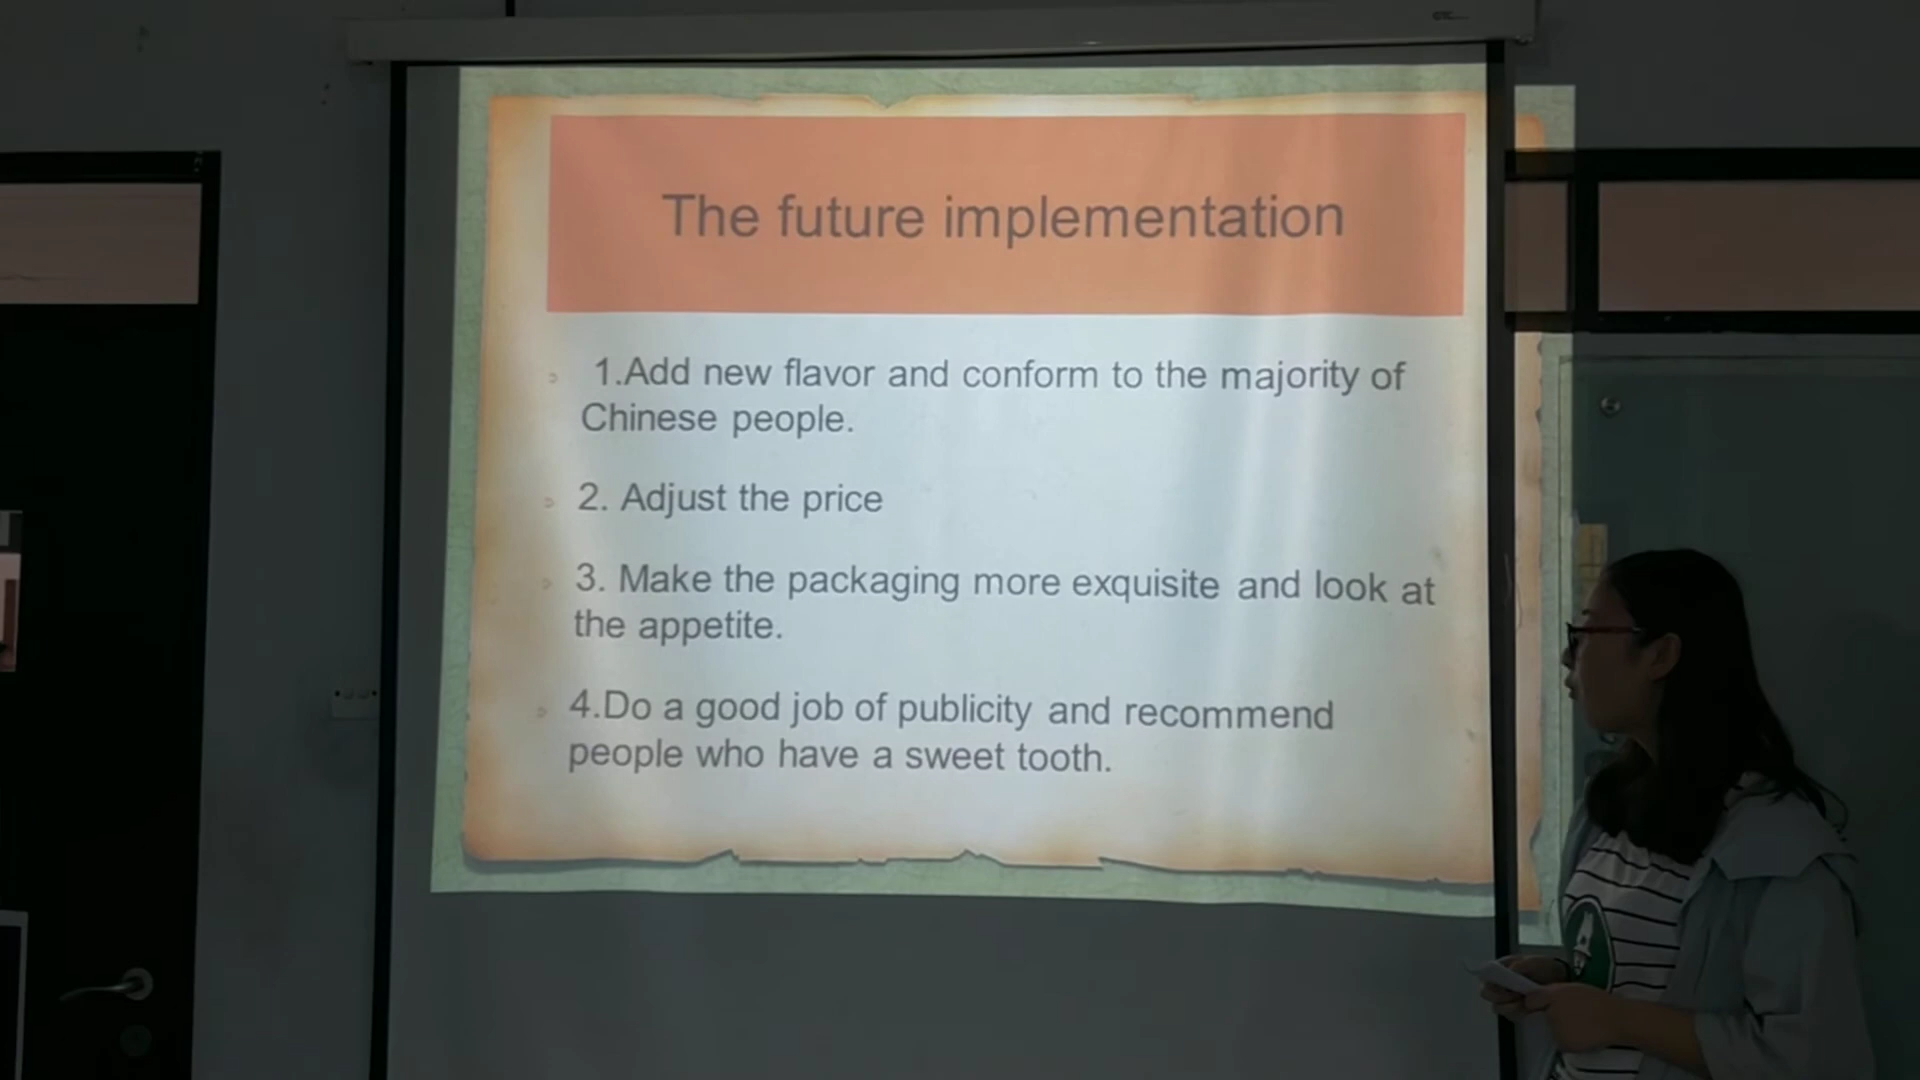 The future implementation
1.Add new flavor and conform to the majority of
Chinese people.
2. Adjust the price
3. Make the packaging more exquisite and look at
the appetite.
4.Do a good job of publicity and recommend
people who have a sweet tooth.